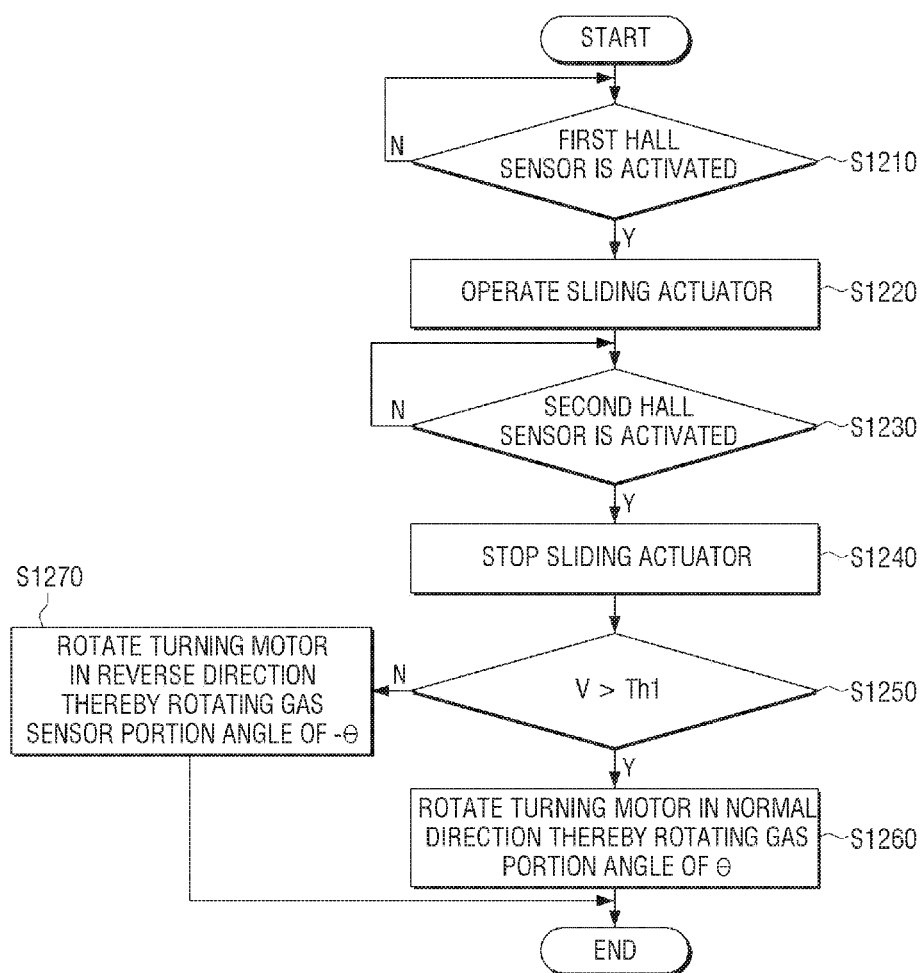 START
FIRST HALL
SENSOR IS ACTIVATED
N
S1210
Y
OPERATE SLIDING ACTUATOR
S1220
SECOND HALL
SENSOR IS ACTIVATED
N
S1230
Y
STOP SLIDING ACTUATOR
S1240
S1270
ROTATE TURNING MOTOR
IN REVERSE DIRECTION
THEREBY ROTATING GAS
SENSOR PORTION ANGLE OF -θ
N
V > Th1
S1250
Y
ROTATE TURNING MOTOR IN NORMAL
DIRECTION THEREBY ROTATING GAS
PORTION ANGLE OF θ
S1260
END